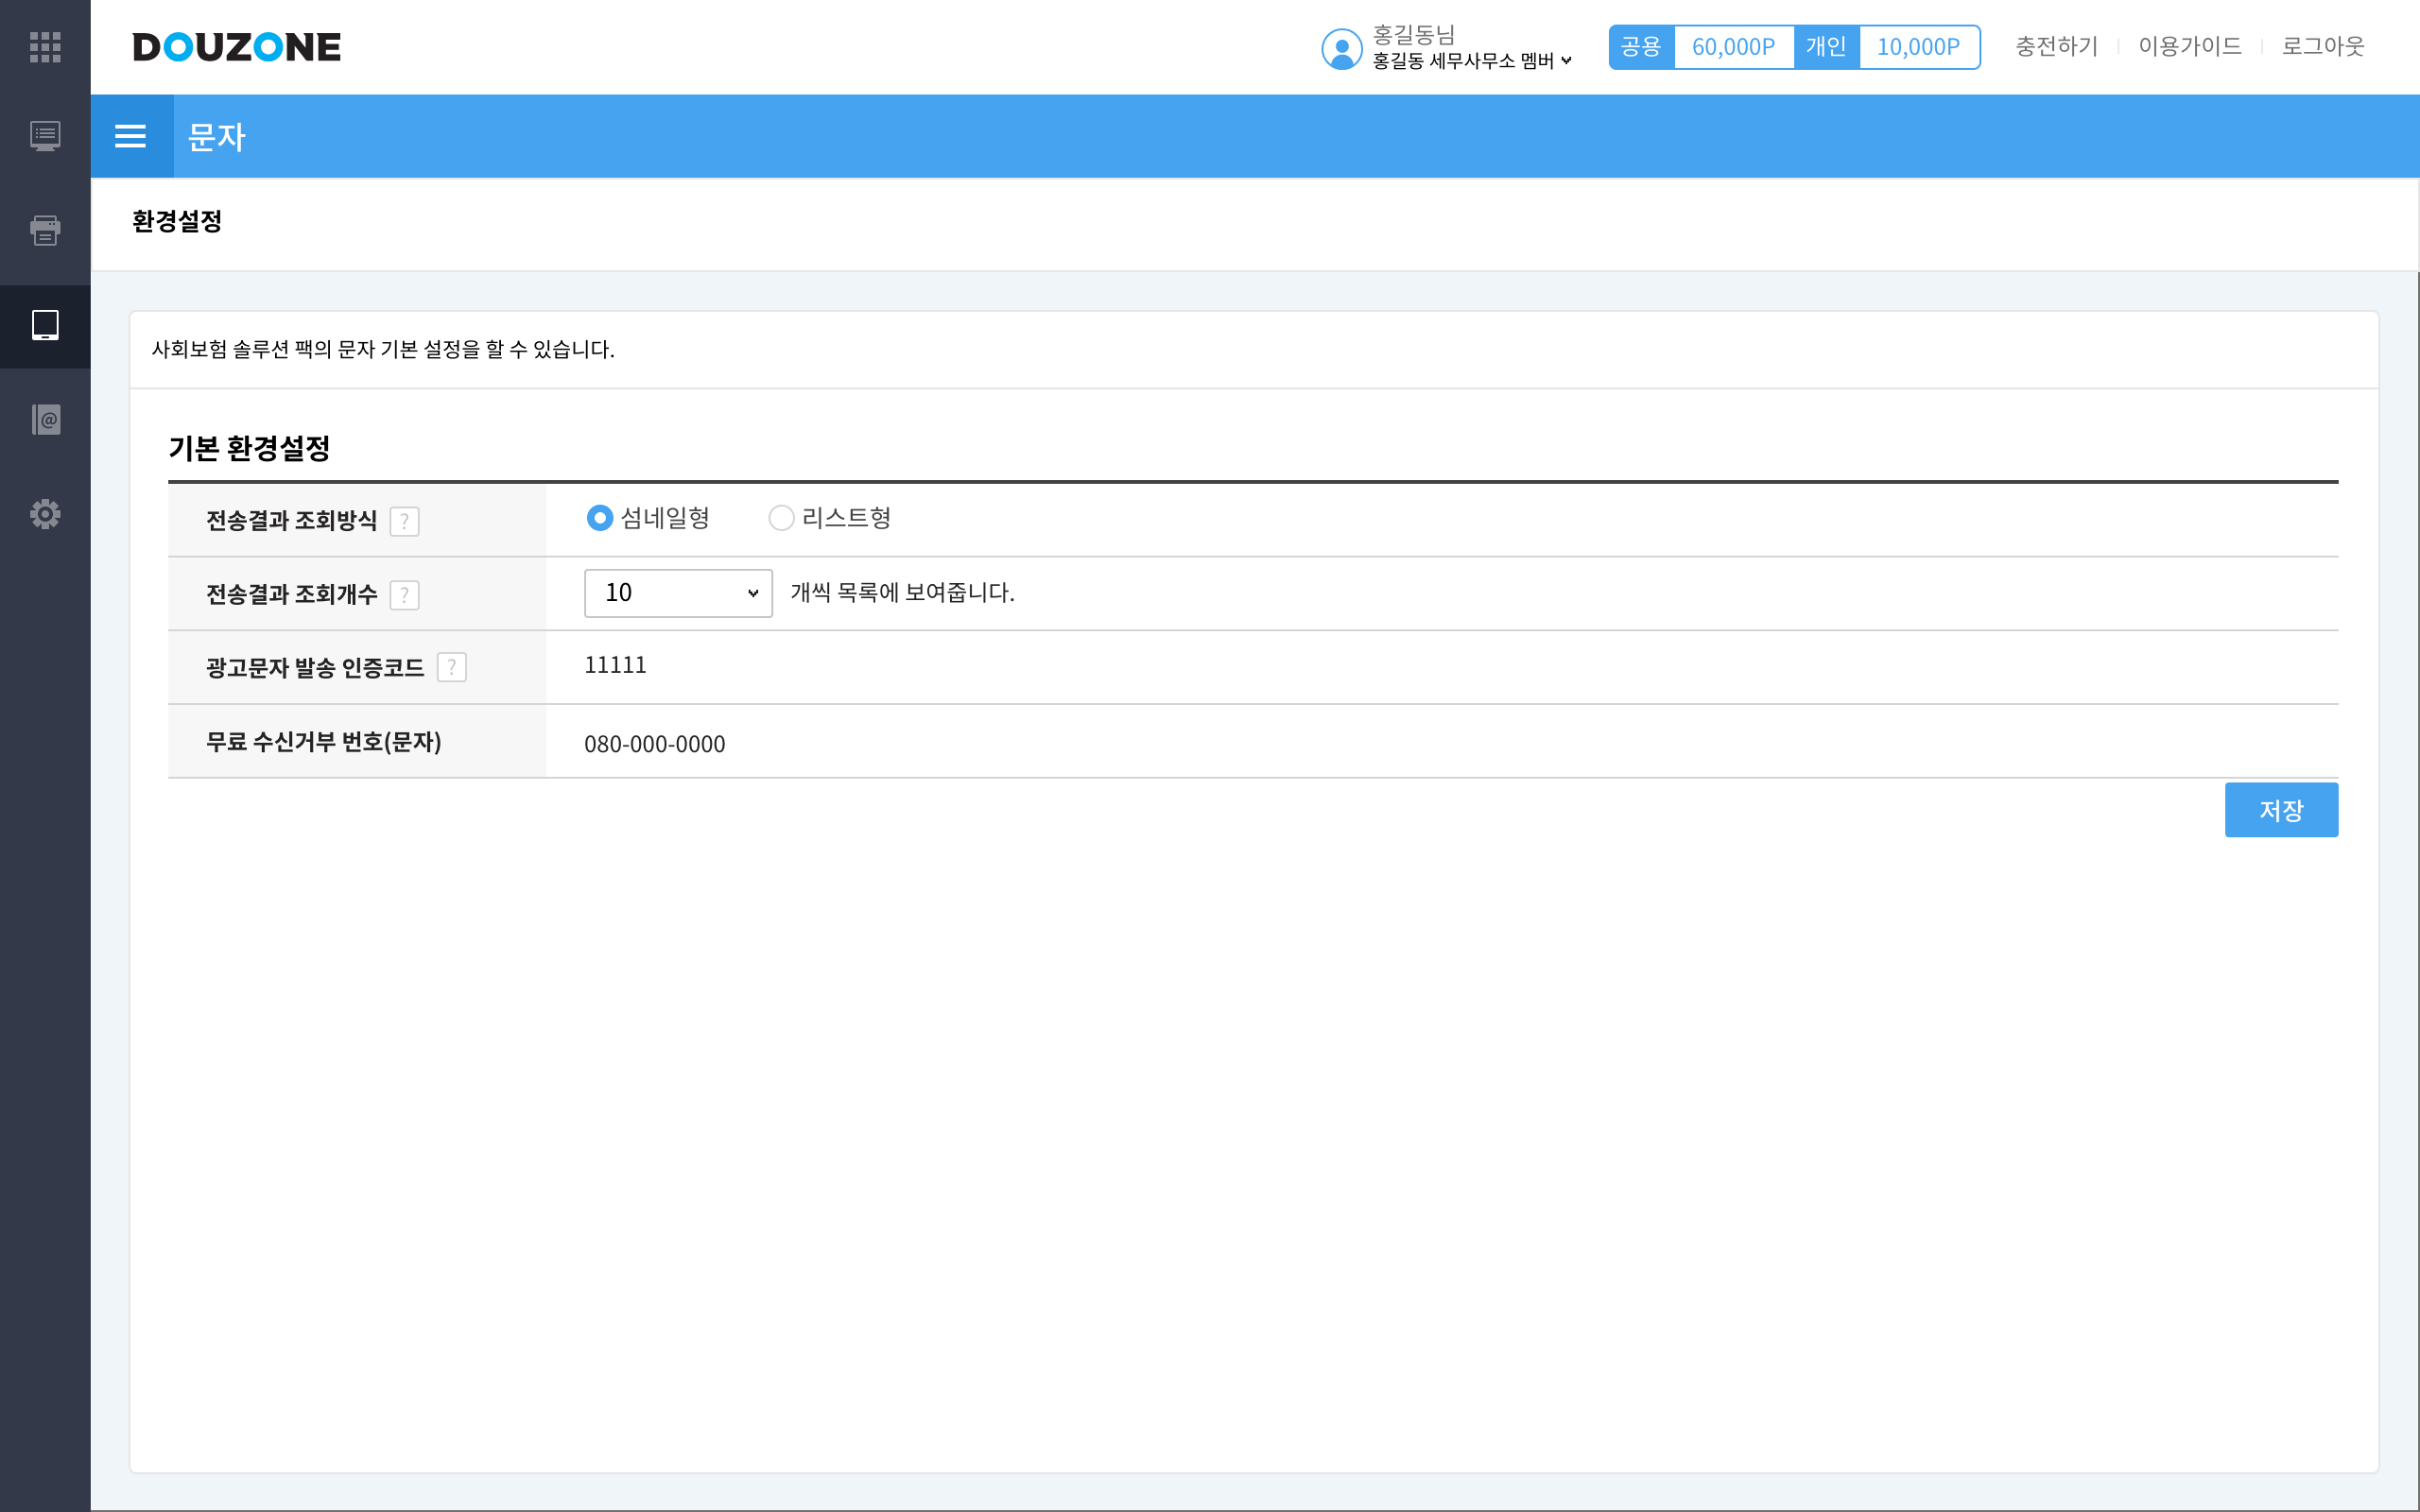 DOUZONE
홍길동님
홍길동 세무사무소 멤버
공용 60,000P 개인 10,000P
충전하기 이용가이드 로그아웃
문자
환경설정
사회보험 솔루션 팩의 문자 기본 설정을 할 수 있습니다.
기본 환경설정
전송결과 조회방식 ? 섬네일형 리스트형
전송결과 조회개수 ? 10 개씩 목록에 보여줍니다.
광고문자 발송 인증코드 ? 11111
무료 수신거부 번호(문자) 080-000-0000
저장